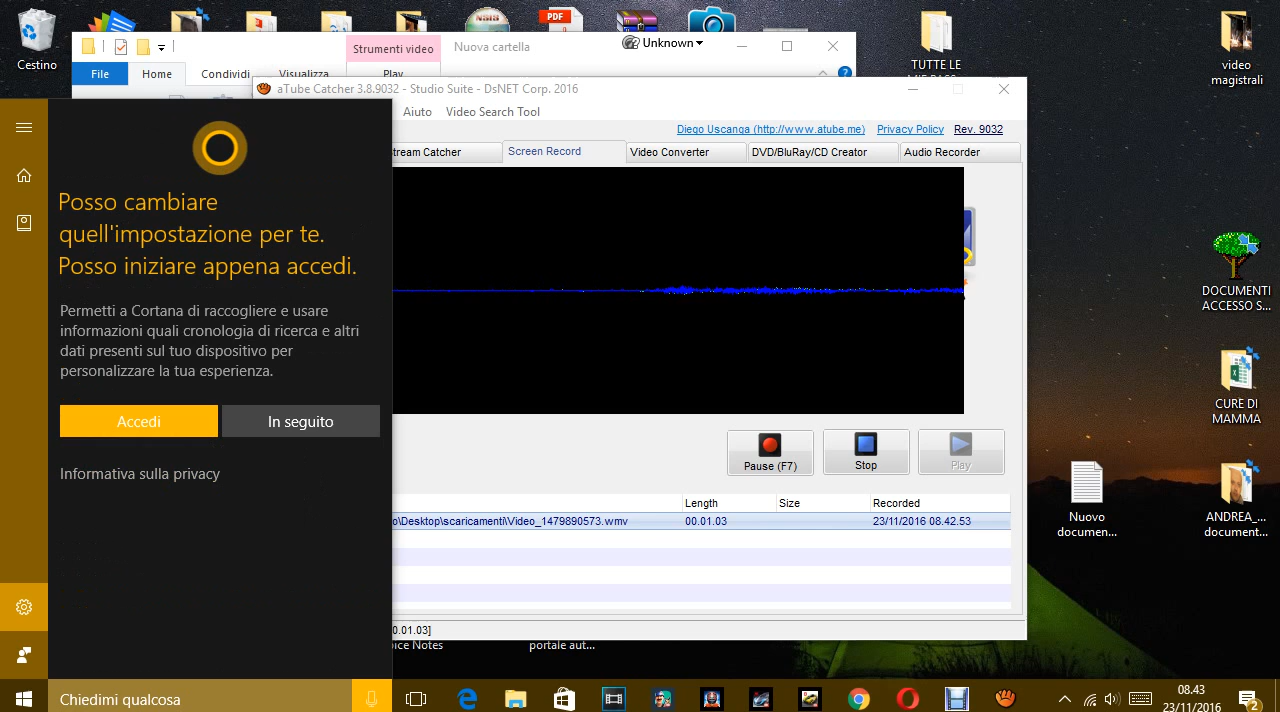 Cestino
Strumenti video
Nuova cartella
Unknown
File
Home
Condividi
Visualizza
Play
TUTTE LE
video
magistrali
aTube Catcher 3.8.9032 - Studio Suite - DsNET Corp. 2016
Aiuto
Video Search Tool
Diego Uscanga (http://www.atube.me)
Privacy Policy
Rev. 9032
tream Catcher
Screen Record
Video Converter
DVD/BluRay/CD Creator
Audio Recorder
Posso cambiare
quell'impostazione per te.
Posso iniziare appena accedi.
Permetti a Cortana di raccogliere e usare
informazioni quali cronologia di ricerca e altri
dati presenti sul tuo dispositivo per
personalizzare la tua esperienza.
Accedi
In seguito
Informativa sulla privacy
Pause (F7)
Stop
Play
Length
Size
Recorded
o\Desktop\scaricamenti\Video_1479890573.wmv
00.01.03
23/11/2016 08.42.53
0.01.03]
oice Notes
portale aut...
DOCUMENTI
ACCESSO S...
CURE DI
MAMMA
Nuovo
documen...
ANDREA_...
document...
PDF
Chiedimi qualcosa
08.43
23/11/2016
2